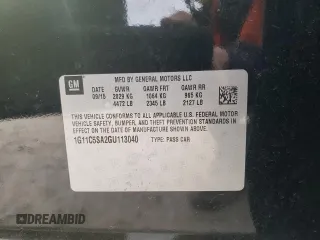 GM
MFD BY GENERAL MOTORS LLC
DATE GVWR GAWR FRT GAWR RR
09/15 2029 KG 1064 KG 965 KG
4472 LB 2345 LB 2127 LB
THIS VEHICLE CONFORMS TO ALL APPLICABLE U.S. FEDERAL MOTOR
VEHICLE SAFETY, BUMPER, AND THEFT PREVENTION STANDARDS IN
EFFECT ON THE DATE OF MANUFACTURE SHOWN ABOVE.
1G11C5SA2GU113040 TYPE: PASS CAR
DREAMBID